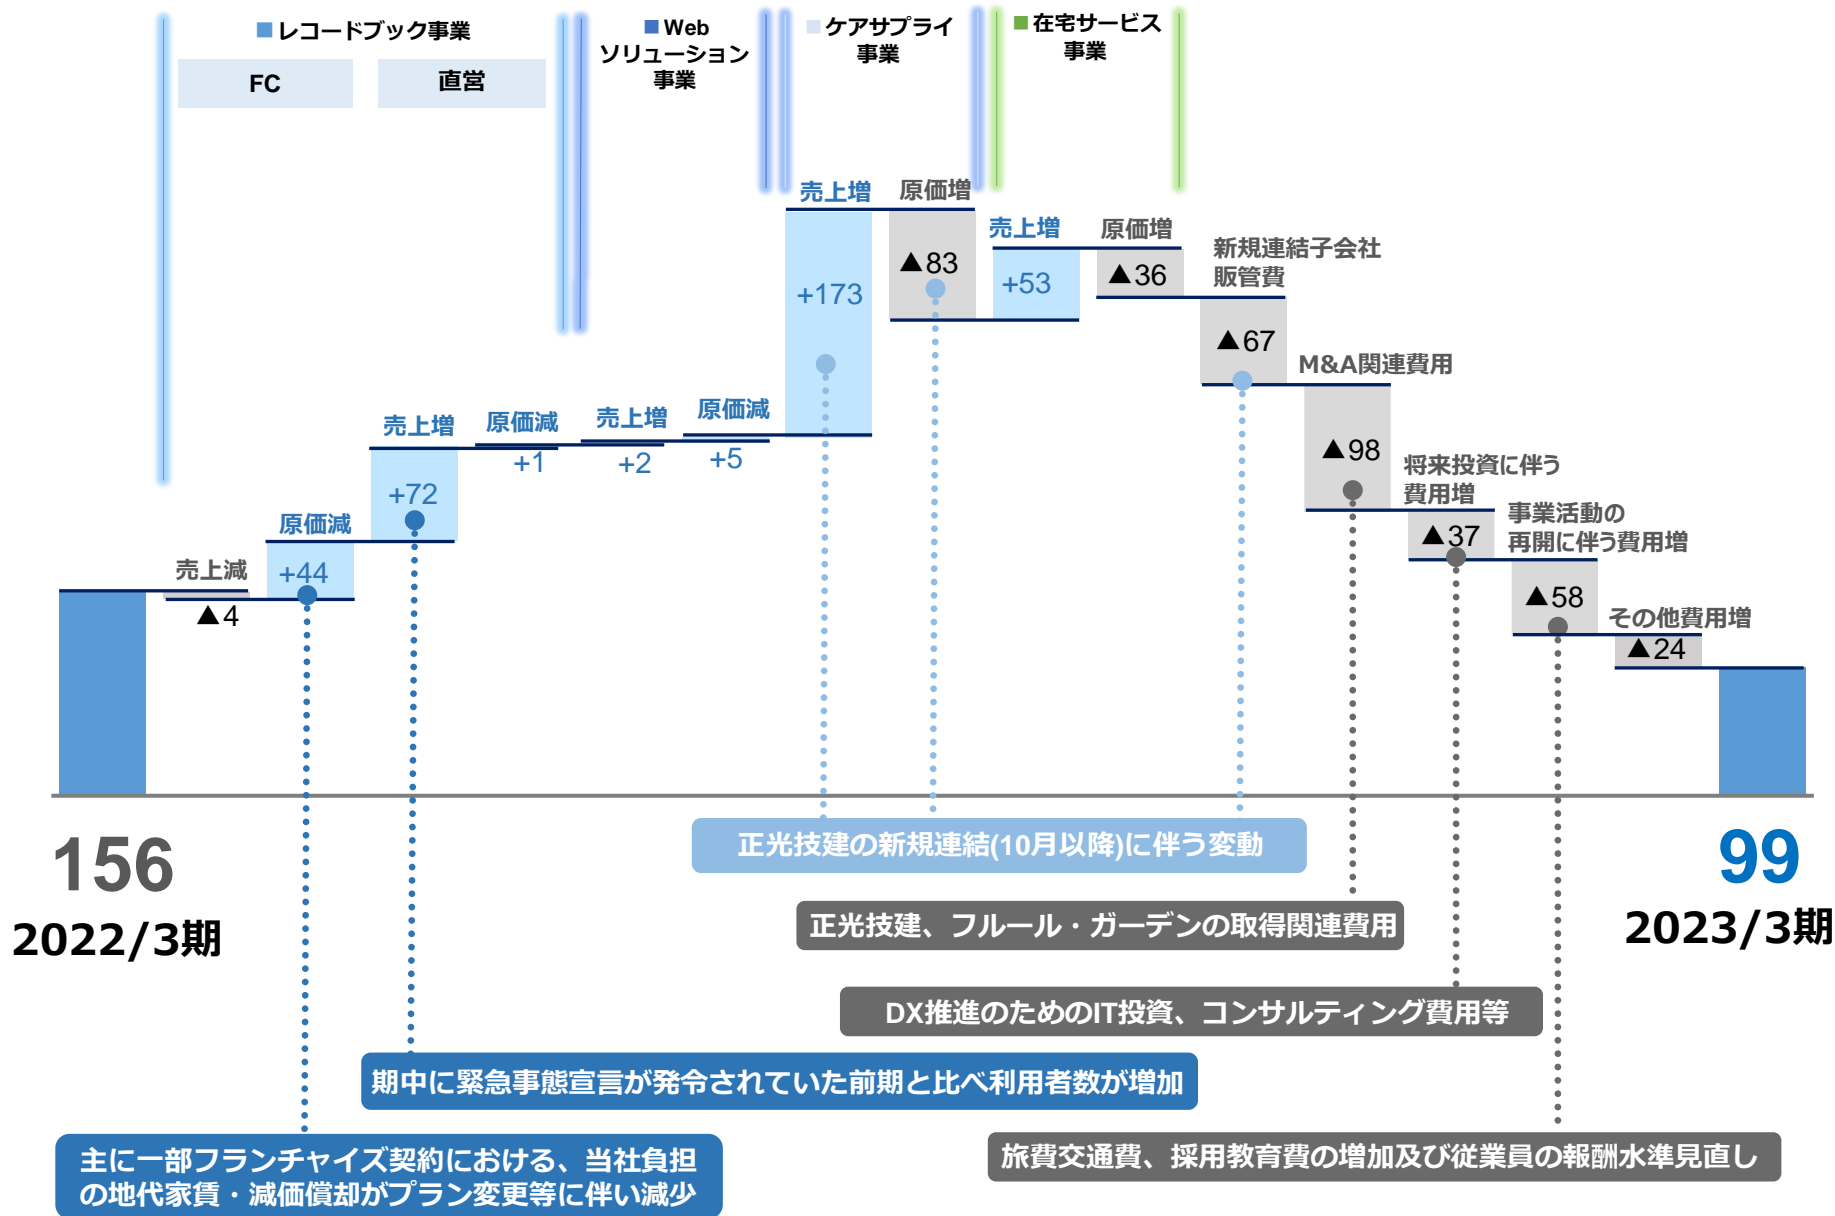 ■レコードブック事業
FC
直営
■Web
ソリューション
事業
■ケアサプライ
事業
■在宅サービス
事業
売上減
▲4
原価減
+44
売上増
+72
原価減
+1
売上増
+2
原価減
+5
売上増
+173
原価増
▲83
売上増
+53
原価増
▲36
新規連結子会社
販管費
▲67
M&A関連費用
▲98
将来投資に伴う
費用増
▲37
事業活動の
再開に伴う費用増
▲58
その他費用増
▲24
156
2022/3期
99
2023/3期
正光技建の新規連結(10月以降)に伴う変動
正光技建、フルール・ガーデンの取得関連費用
DX推進のためのIT投資、コンサルティング費用等
期中に緊急事態宣言が発令されていた前期と比べ利用者数が増加
旅費交通費、採用教育費の増加及び従業員の報酬水準見直し
主に一部フランチャイズ契約における、当社負担
の地代家賃・減価償却がプラン変更等に伴い減少